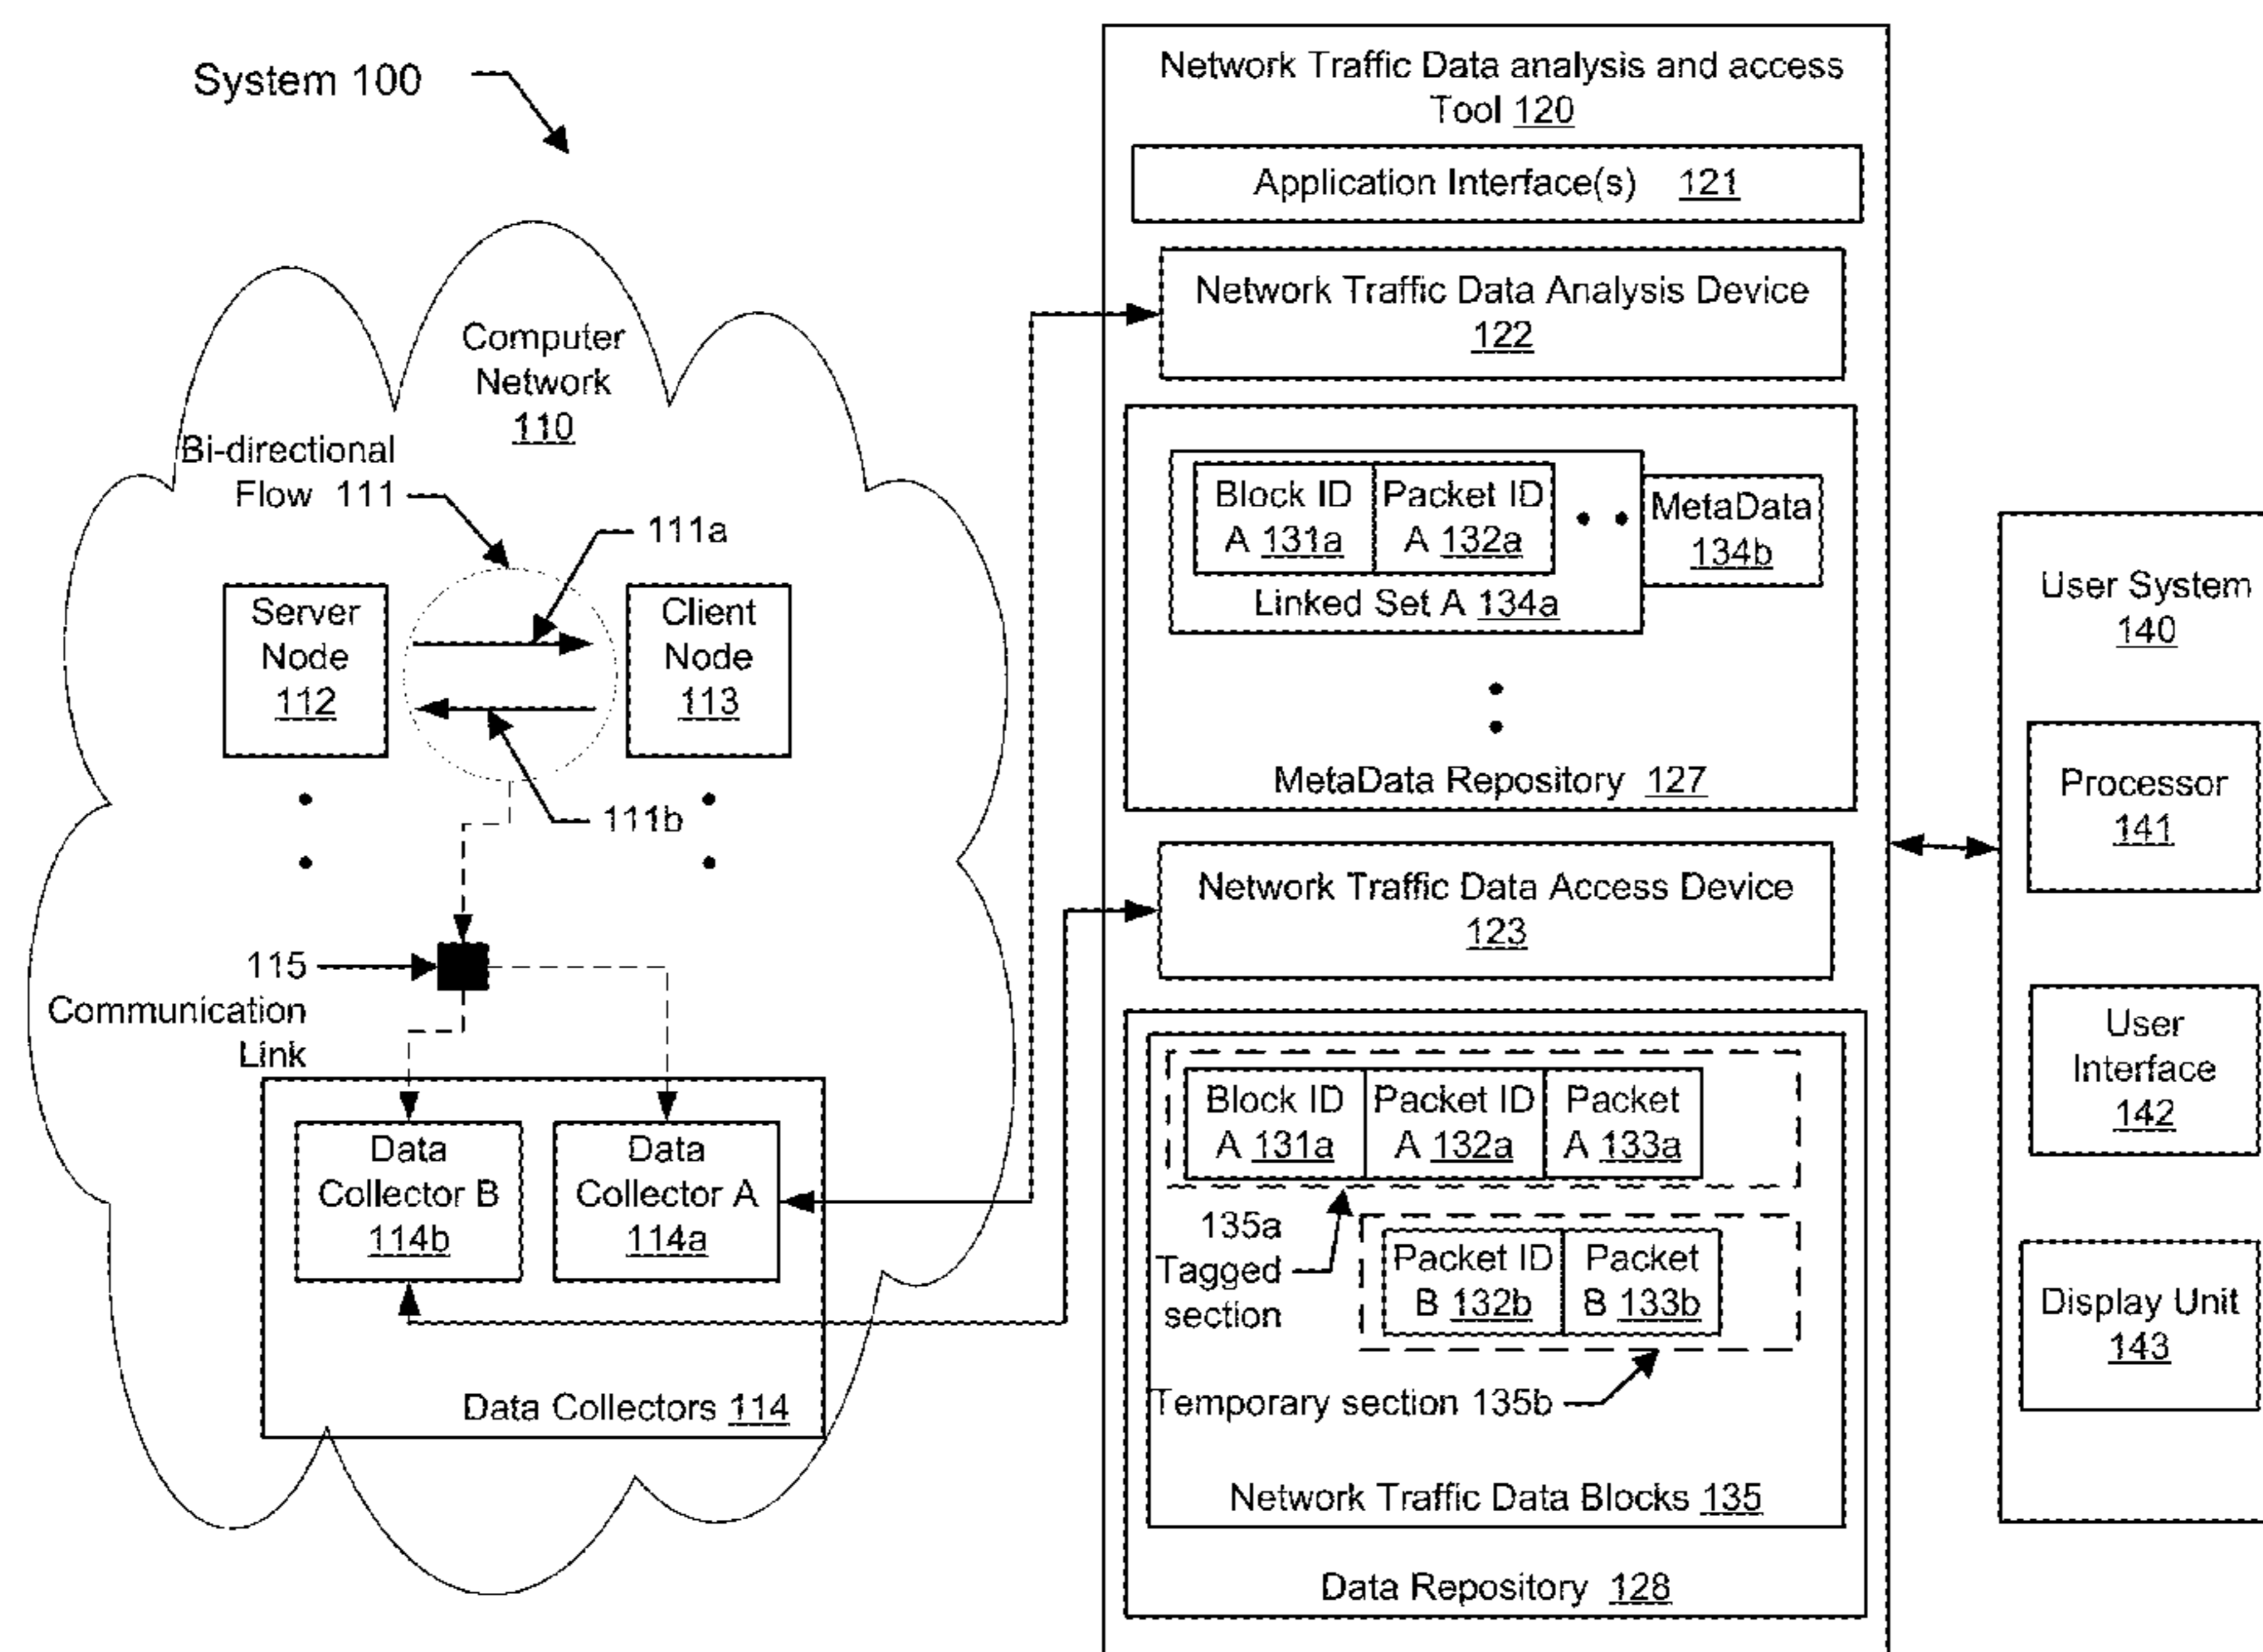 System 100
Computer
Network
110
Bi-directional
Flow 111
111a
Server
Node
112
Client
Node
113
111b
115
Communication
Link
Data
Collector B
114b
Data
Collector A
114a
Data Collectors 114
Network Traffic Data analysis and access
Tool 120
Application Interface(s) 121
Network Traffic Data Analysis Device
122
Block ID
A 131a
Packet ID
A 132a
MetaData
134b
Linked Set A 134a
MetaData Repository 127
Network Traffic Data Access Device
123
Block ID
A 131a
Packet ID
A 132a
Packet
A 133a
135a
Tagged
section
Packet ID
B 132b
Packet
B 133b
Temporary section 135b
Network Traffic Data Blocks 135
Data Repository 128
User System
140
Processor
141
User
Interface
142
Display Unit
143